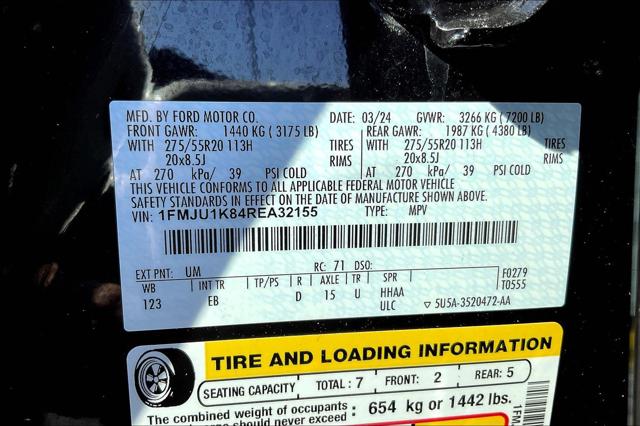 MFD. BY FORD MOTOR CO. DATE: 03/24 GVWR: 3266 KG (7200 LB)
FRONT GAWR: 1440 KG (3175 LB) REAR GAWR: 1987 KG (4380 LB)
WITH 275/55R20 113H TIRES WITH 275/55R20 113H TIRES
20x8.5J RIMS 20x8.5J RIMS
AT 270 kPa/ 39 PSI COLD AT 270 kPa/ 39 PSI COLD
THIS VEHICLE CONFORMS TO ALL APPLICABLE FEDERAL MOTOR VEHICLE
SAFETY STANDARDS IN EFFECT ON THE DATE OF MANUFACTURE SHOWN ABOVE.
VIN: 1FMJU1K84REA32155 TYPE: MPV
EXT PNT: UM RC: 71 DSO:
WB INT TR TP/PS R AXLE TR SPR F0279
123 EB D 15 U HHAA T0555
ULC ▽ 5U5A-3520472-AA
TIRE AND LOADING INFORMATION
SEATING CAPACITY TOTAL: 7 FRONT: 2 REAR: 5
The combined weight of occupants : 654 kg or 1442 lbs.
should never exceed
1FM